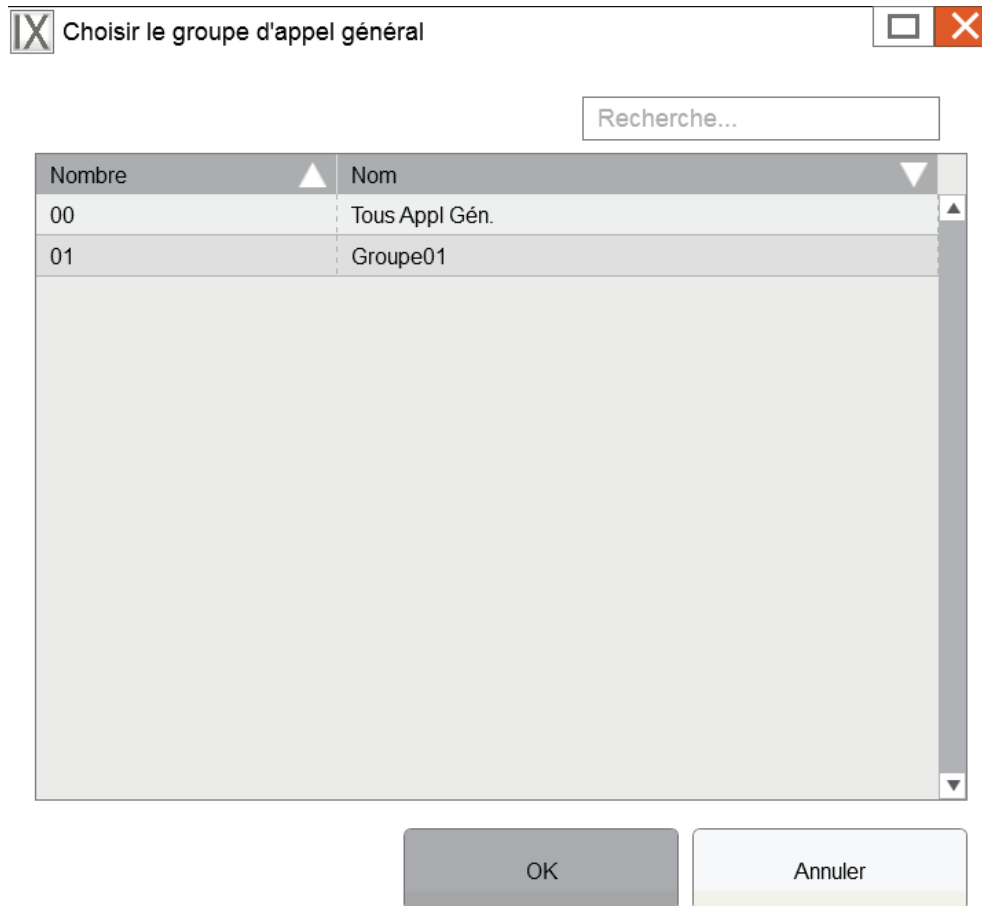 IX Choisir le groupe d'appel général
Recherche...
Nombre Nom
00 Tous Appl Gén.
01 Groupe01
OK Annuler